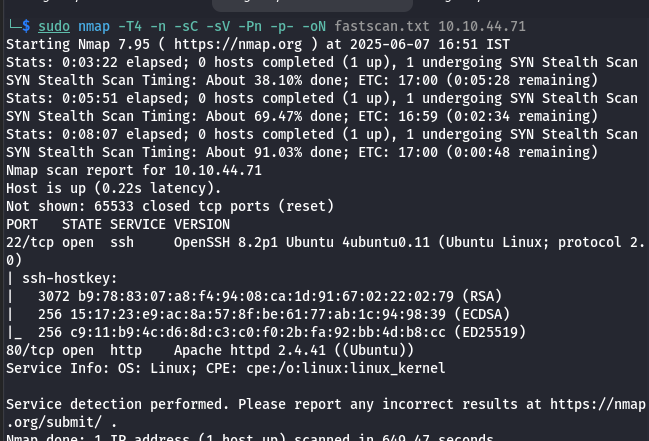 └─$ sudo nmap -T4 -n -sC -sV -Pn -p- -oN fastscan.txt 10.10.44.71
Starting Nmap 7.95 ( https://nmap.org ) at 2025-06-07 16:51 IST
Stats: 0:03:22 elapsed; 0 hosts completed (1 up), 1 undergoing SYN Stealth Scan
SYN Stealth Scan Timing: About 38.10% done; ETC: 17:00 (0:05:28 remaining)
Stats: 0:05:51 elapsed; 0 hosts completed (1 up), 1 undergoing SYN Stealth Scan
SYN Stealth Scan Timing: About 69.47% done; ETC: 16:59 (0:02:34 remaining)
Stats: 0:08:07 elapsed; 0 hosts completed (1 up), 1 undergoing SYN Stealth Scan
SYN Stealth Scan Timing: About 91.03% done; ETC: 17:00 (0:00:48 remaining)
Nmap scan report for 10.10.44.71
Host is up (0.22s latency).
Not shown: 65533 closed tcp ports (reset)
PORT   STATE SERVICE VERSION
22/tcp open  ssh     OpenSSH 8.2p1 Ubuntu 4ubuntu0.11 (Ubuntu Linux; protocol 2.
0)
| ssh-hostkey:
|   3072 b9:78:83:07:a8:f4:94:08:ca:1d:91:67:02:22:02:79 (RSA)
|   256 15:17:23:e9:ac:8a:57:8f:be:61:77:ab:1c:94:98:39 (ECDSA)
|_  256 c9:11:b9:4c:d6:8d:c3:c0:f0:2b:fa:92:bb:4d:b8:cc (ED25519)
80/tcp open  http    Apache httpd 2.4.41 ((Ubuntu))
Service Info: OS: Linux; CPE: cpe:/o:linux:linux_kernel

Service detection performed. Please report any incorrect results at https://nmap
.org/submit/ .
Nmap done: 1 IP address (1 host up) scanned in 649.47 seconds